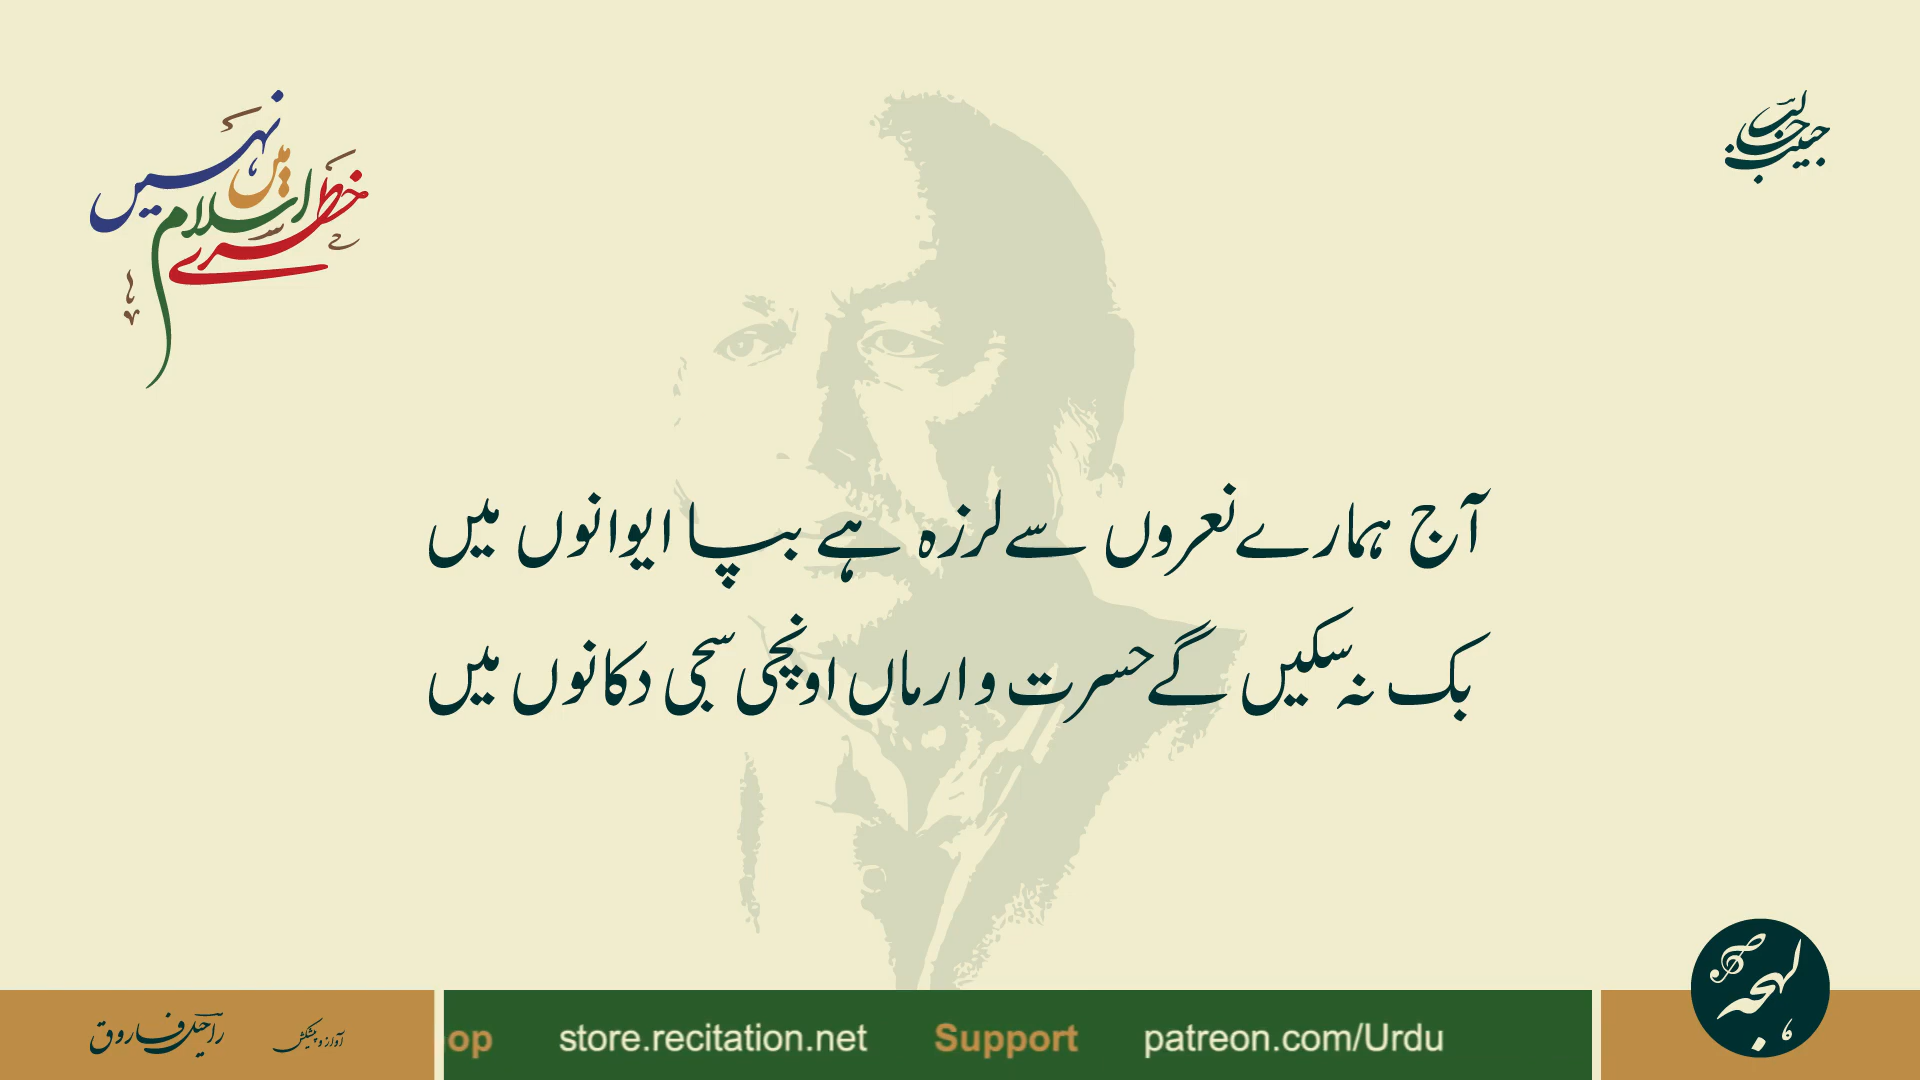 خطرے میں اسلام نہیں
حبیب جالب
آج ہمارے نعروں سے لرزہ ہے بپا ایوانوں میں
بک نہ سکیں گے حسرت و ارماں اونچی سجی دکانوں میں
لہجہ
راحیل فاروق
آواز و پیشکش
op store.recitation.net Support patreon.com/Urdu